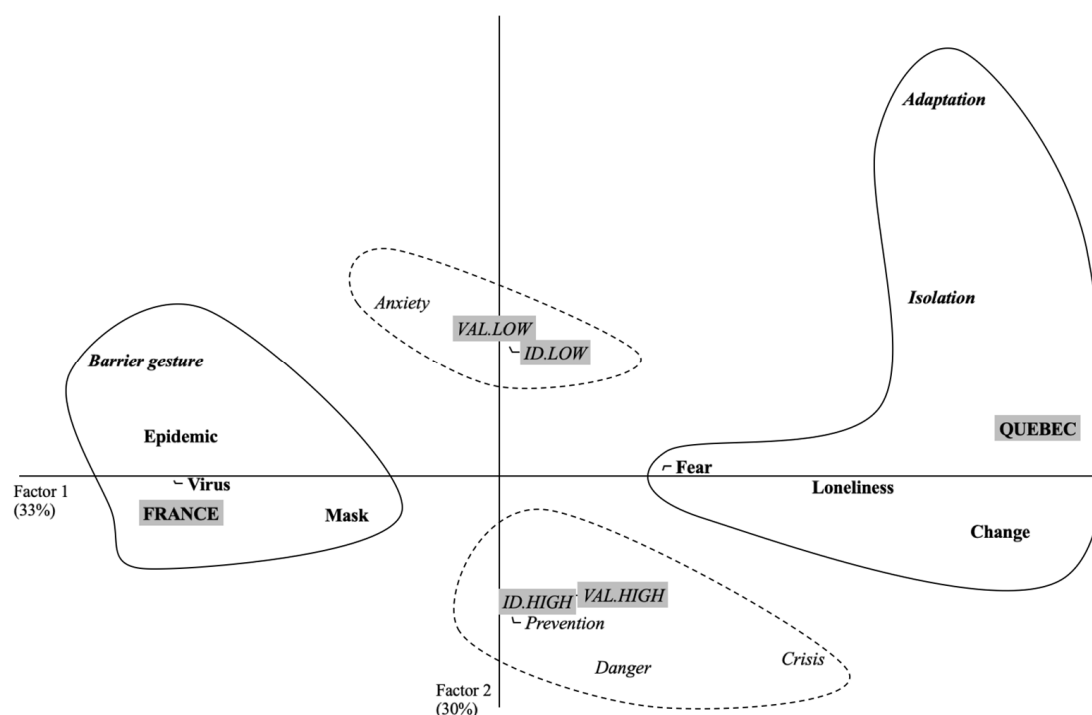 Adaptation
Isolation
Anxiety
VAL.LOW
ID.LOW
Barrier gesture
Epidemic
QUEBEC
Fear
Virus
Loneliness
Factor 1
(33%)
FRANCE
Mask
Change
ID.HIGH
VAL.HIGH
Prevention
Crisis
Danger
Factor 2
(30%)